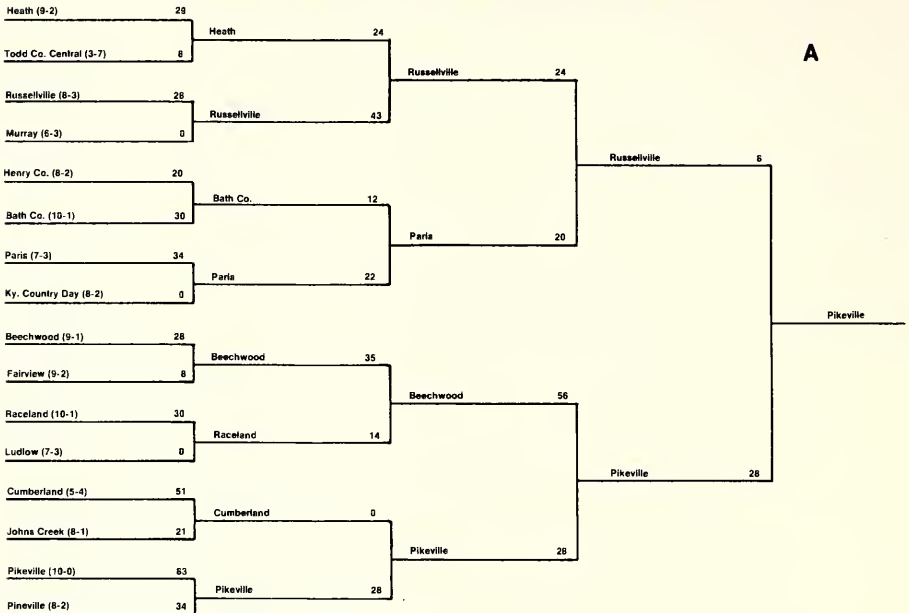 A
Heath (9-2) 29
Todd Co. Central (3-7) 8
Russellville (8-3) 28
Murray (6-3) 0
Henry Co. (8-2) 20
Bath Co. (10-1) 30
Paris (7-3) 34
Ky. Country Day (8-2) 0
Beechwood (9-1) 28
Fairview (9-2) 8
Raceland (10-1) 30
Ludlow (7-3) 0
Cumberland (5-4) 51
Johns Creek (8-1) 21
Pikeville (10-0) 63
Pineville (8-2) 34
Heath 24
Russellville 43
Bath Co. 12
Paris 22
Beechwood 35
Raceland 14
Cumberland 0
Pikeville 28
Russellville 24
Paris 20
Beechwood 56
Pikeville 28
Russellville 6
Pikeville 28
Pikeville